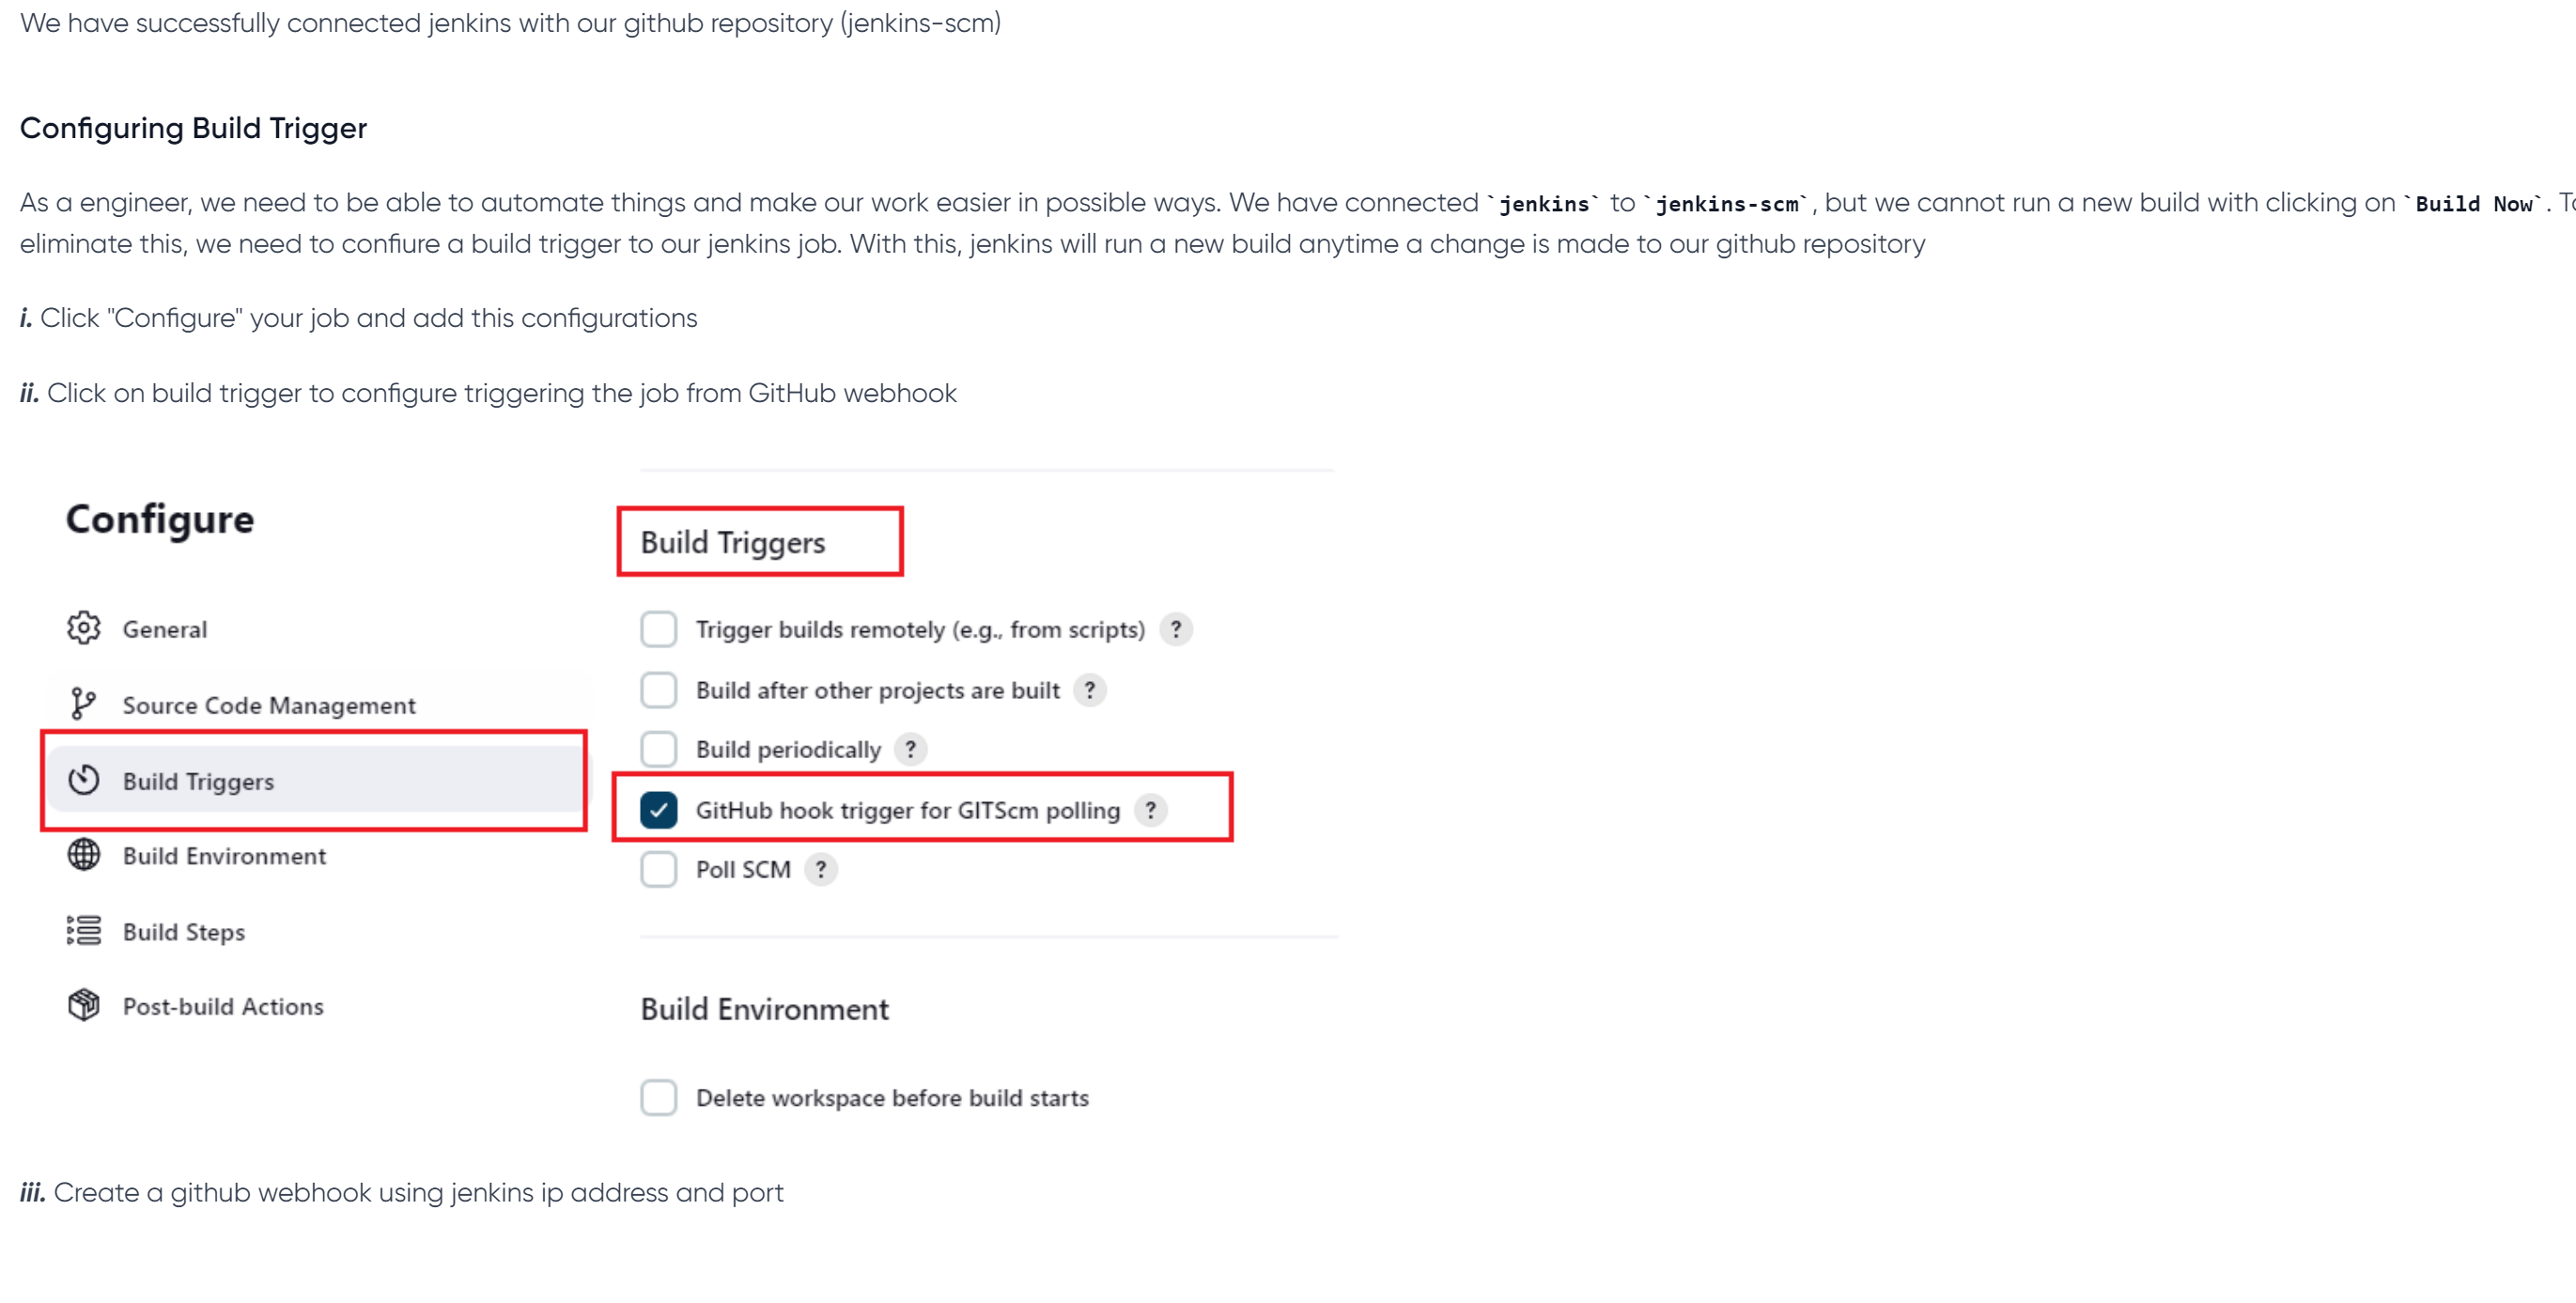 We have successfully connected jenkins with our github repository (jenkins-scm)
Configuring Build Trigger
As a engineer, we need to be able to automate things and make our work easier in possible ways. We have connected `jenkins` to `jenkins-scm`, but we cannot run a new build with clicking on `Build Now`.
eliminate this, we need to confiure a build trigger to our jenkins job. With this, jenkins will run a new build anytime a change is made to our github repository
i. Click "Configure" your job and add this configurations
ii. Click on build trigger to configure triggering the job from GitHub webhook
Configure
General
Source Code Management
Build Triggers
Build Environment
Build Steps
Post-build Actions
Build Triggers
Trigger builds remotely (e.g., from scripts) ?
Build after other projects are built ?
Build periodically ?
GitHub hook trigger for GITScm polling ?
Poll SCM ?
Build Environment
Delete workspace before build starts
iii. Create a github webhook using jenkins ip address and port